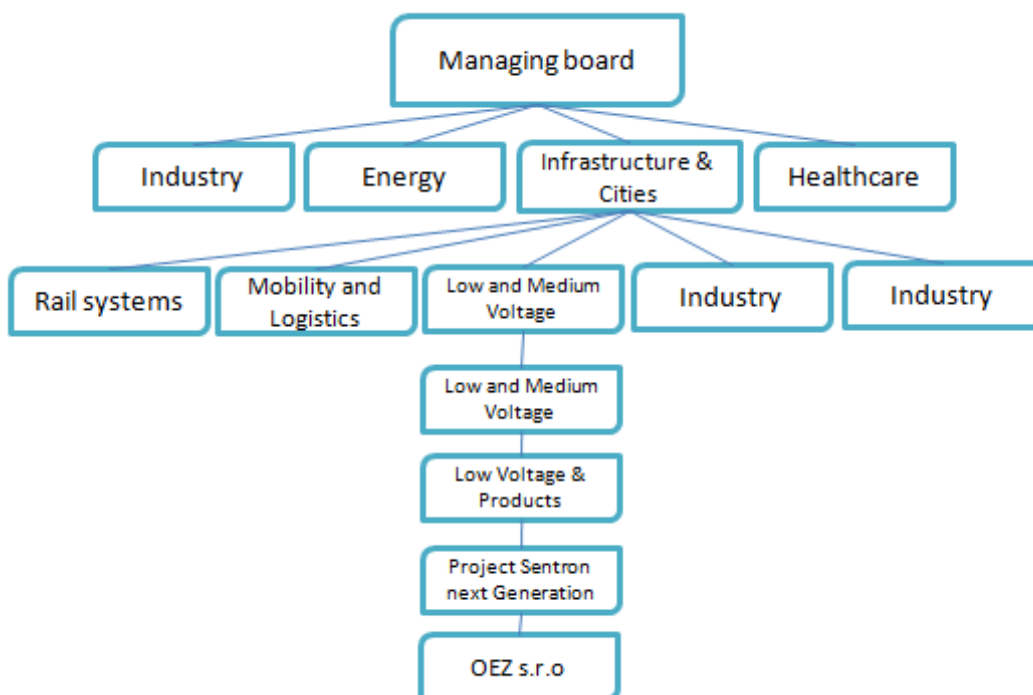 Managing board
Industry
Energy
Infrastructure &
Cities
Healthcare
Rail systems
Mobility and
Logistics
Low and Medium
Voltage
Industry
Industry
Low and Medium
Voltage
Low Voltage &
Products
Project Sentron
next Generation
OEZ s.r.o